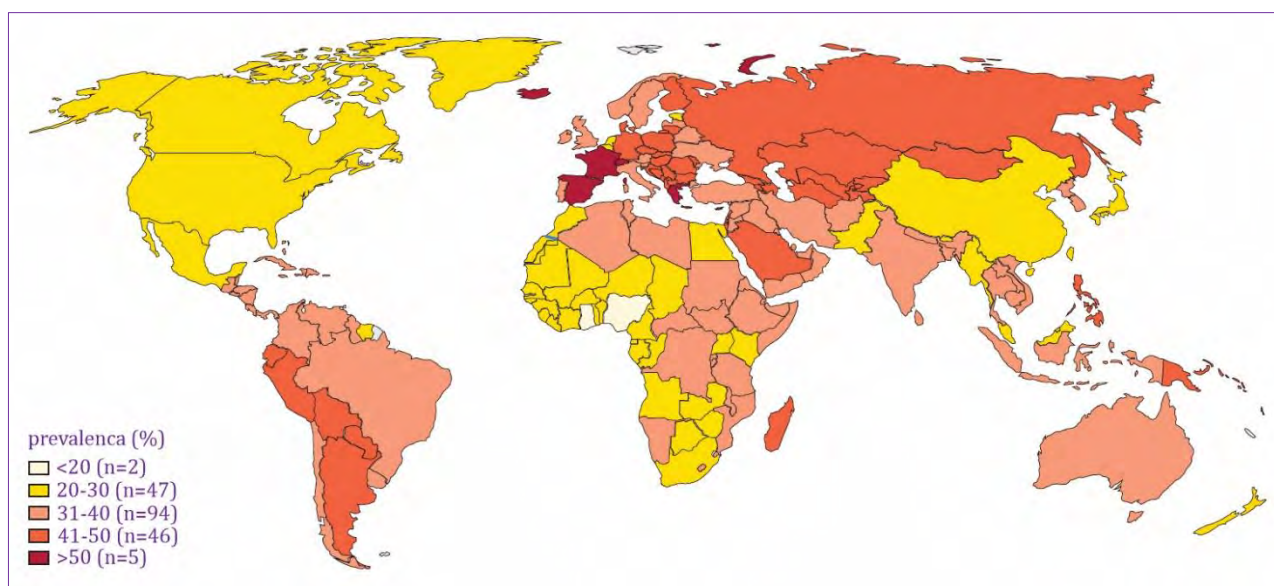 prevalenca (%)
<20 (n=2)
20-30 (n=47)
31-40 (n=94)
41-50 (n=46)
>50 (n=5)